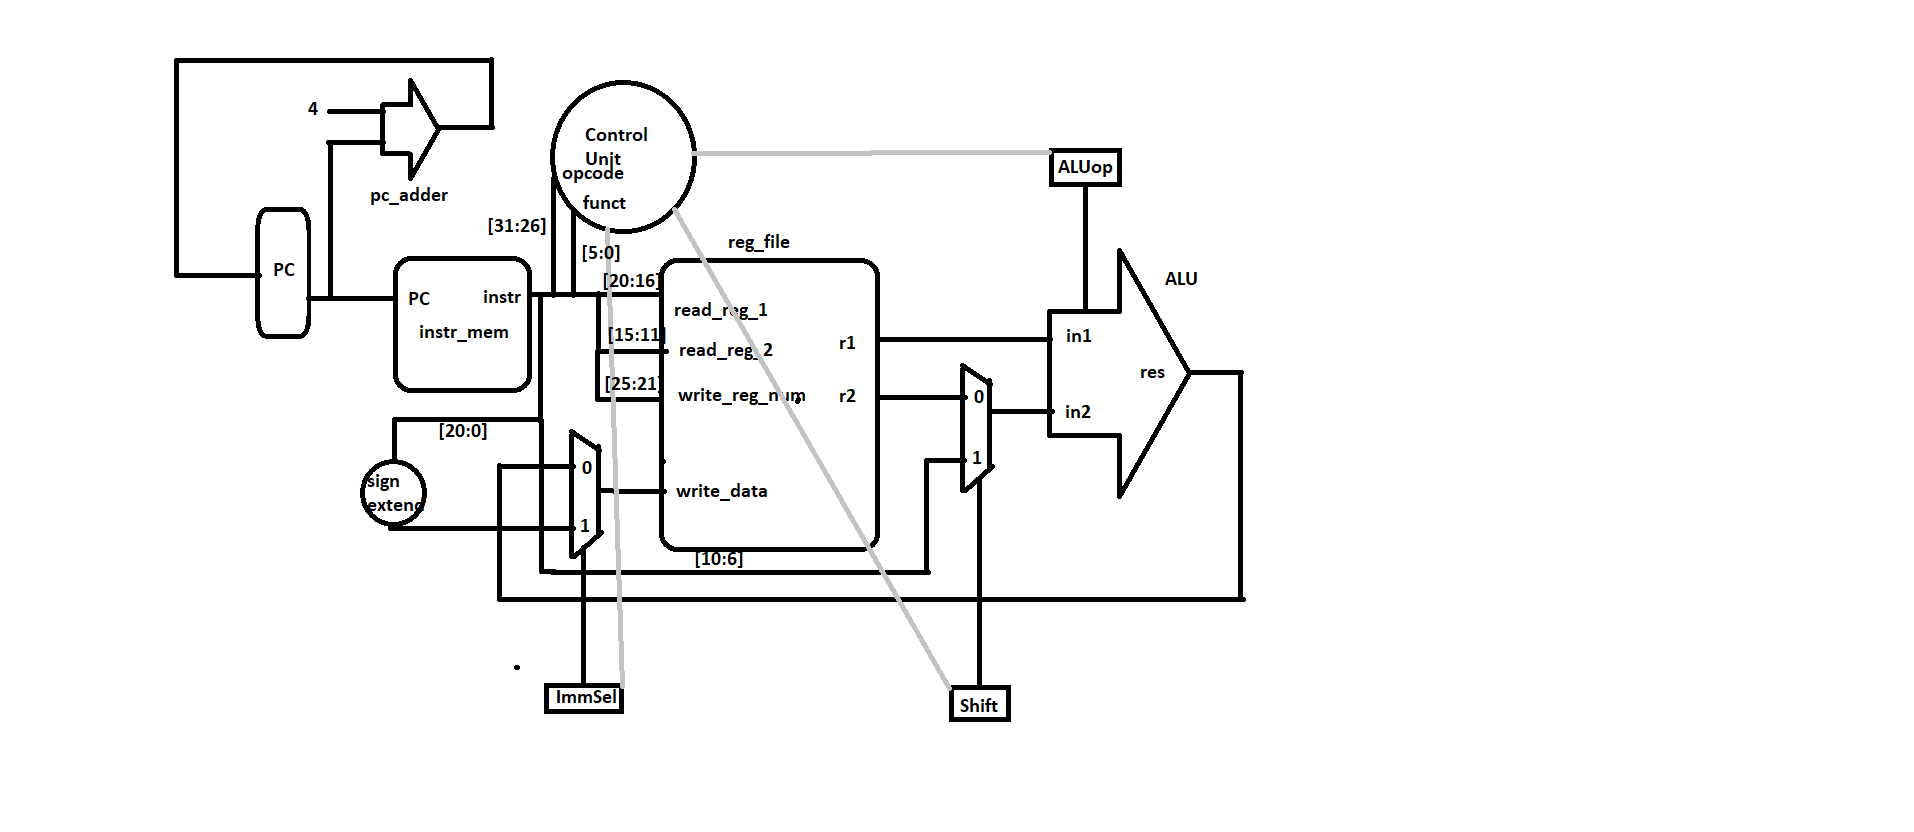 4
pc_adder
Control
Unit
opcode
funct
ALUop
[31:26]
[5:0]
reg_file
PC
PC
instr
instr_mem
[20:16]
read_reg_1
[15:11]
read_reg_2
[25:21]
write_reg_num
r1
r2
ALU
in1
res
in2
0
1
[20:0]
sign
extend
0
1
write_data
[10:6]
ImmSel
Shift